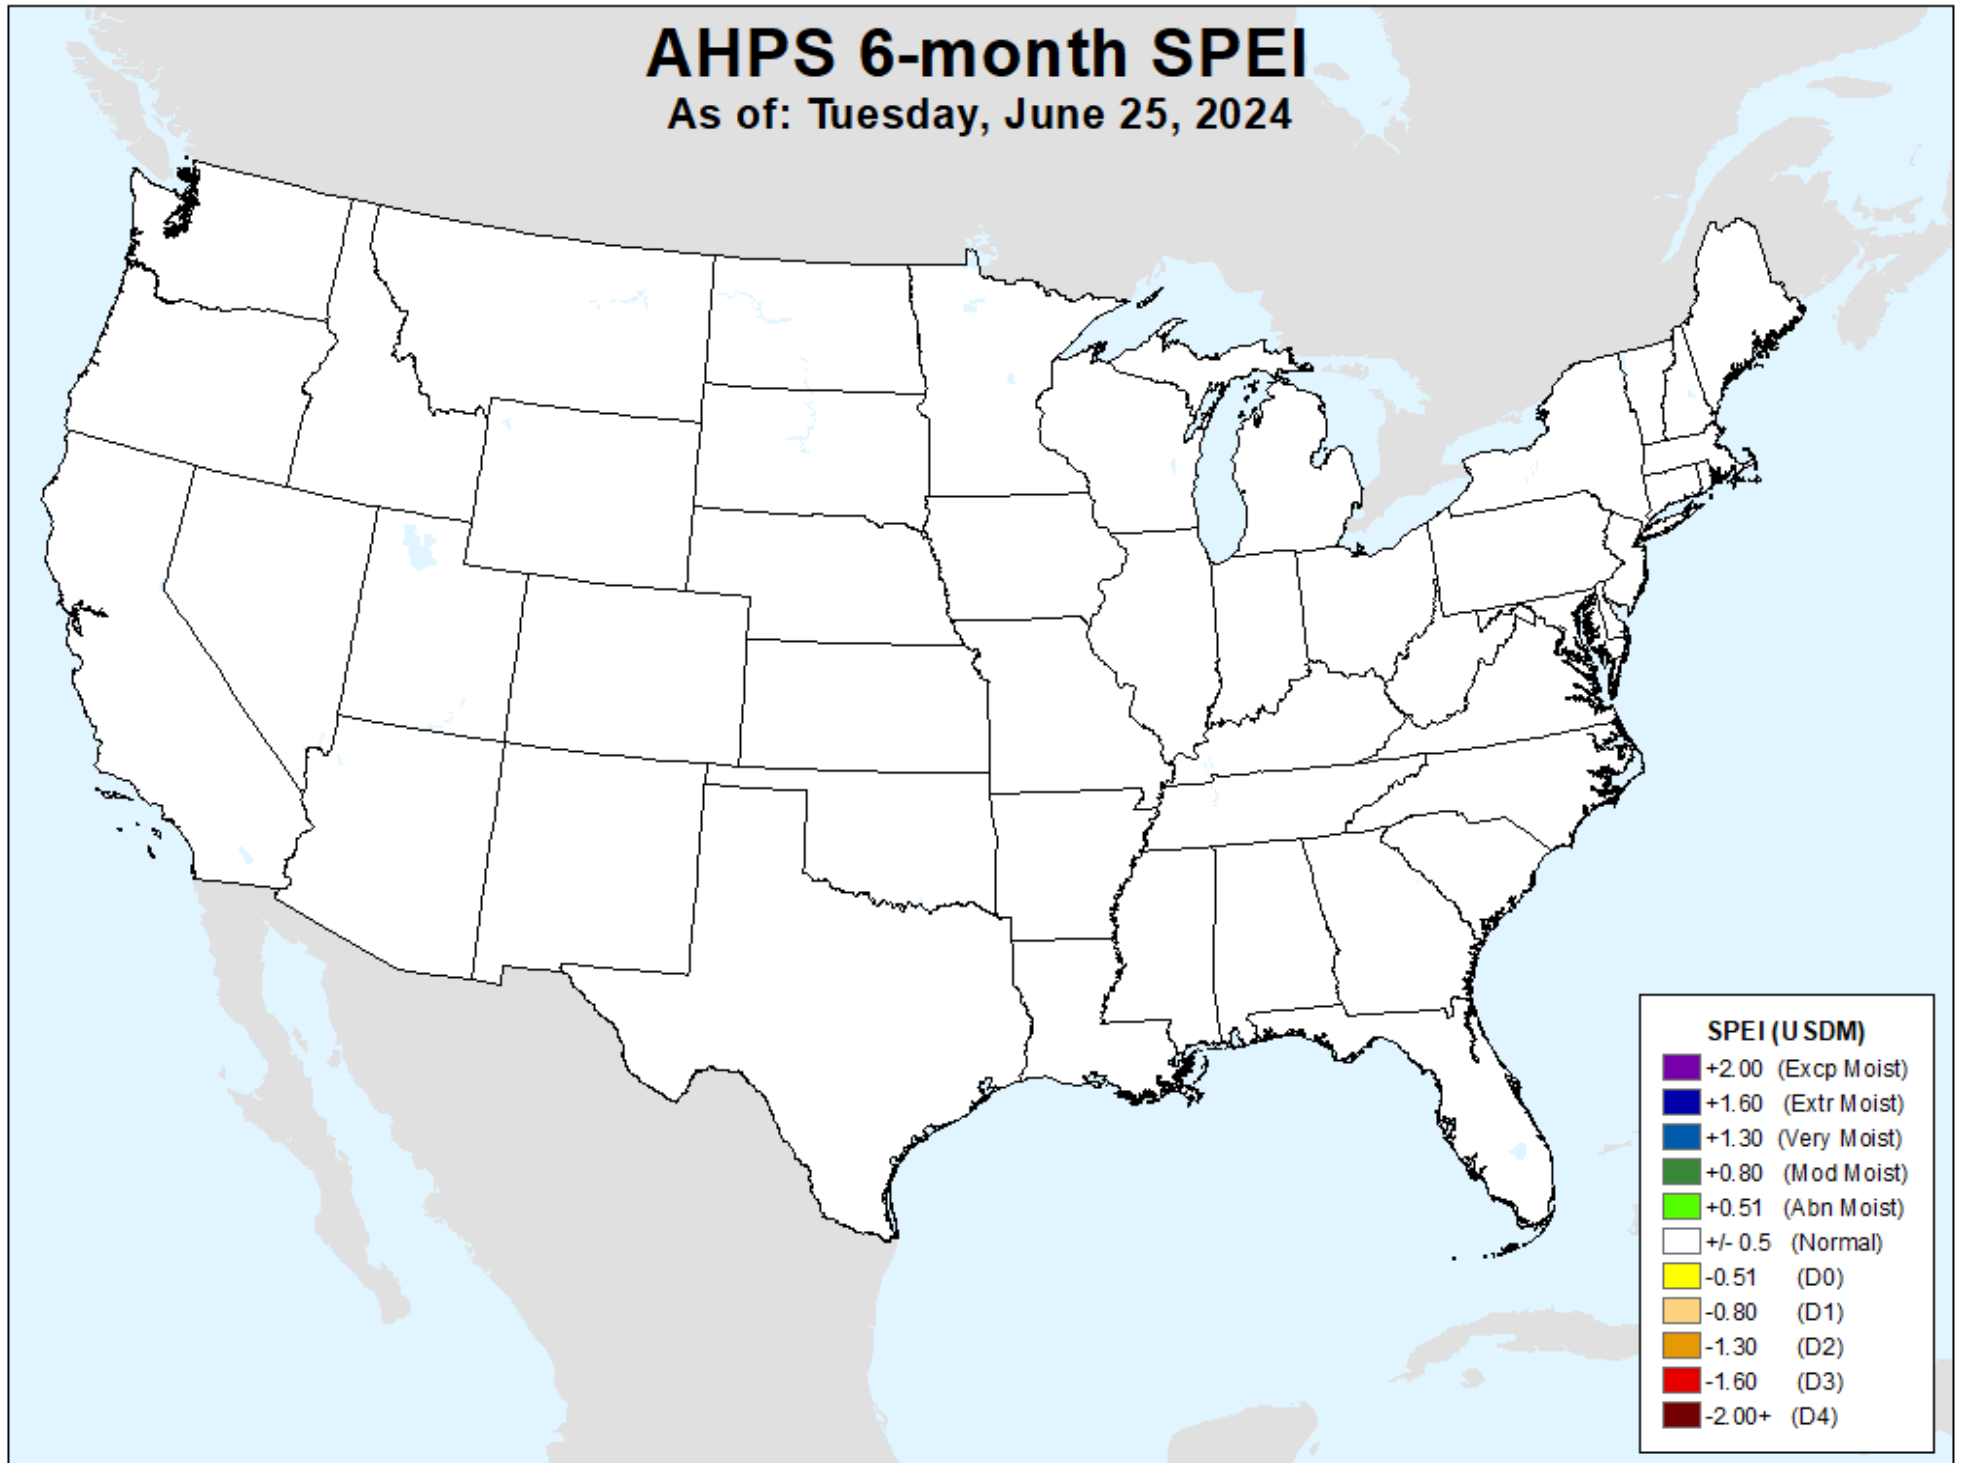 AHPS 6-month SPEI
As of: Tuesday, June 25, 2024
SPEI (USDM)
+2.00 (Excp Moist)
+1.60 (Extr Moist)
+1.30 (Very Moist)
+0.80 (Mod Moist)
+0.51 (Abn Moist)
+/- 0.5 (Normal)
-0.51 (D0)
-0.80 (D1)
-1.30 (D2)
-1.60 (D3)
-2.00+ (D4)